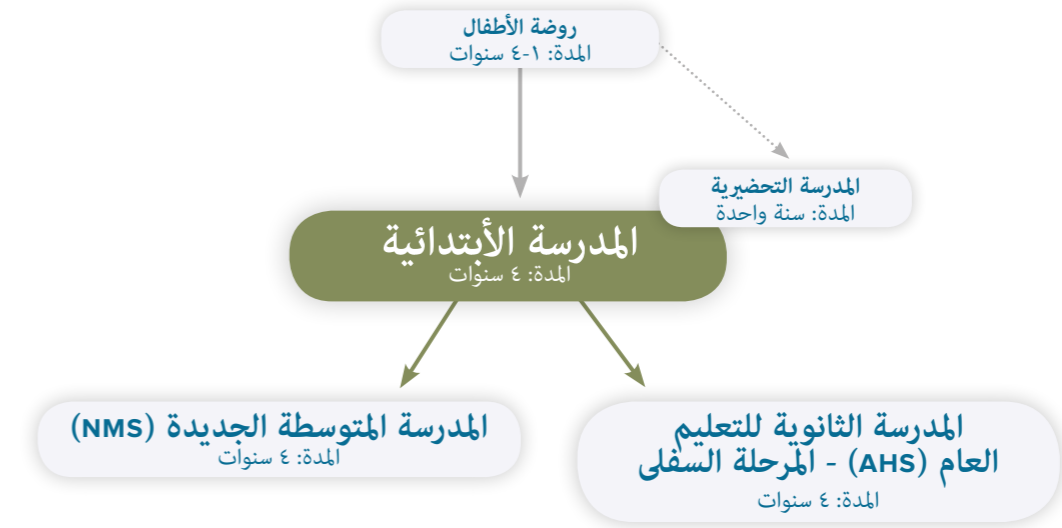 روضة الأطفال
المدة: ١-٤ سنوات
المدرسة التحضيرية
المدة: سنة واحدة
المدرسة الأبتدائية
المدة: ٤ سنوات
المدرسة الثانوية للتعليم
العام (AHS) - المرحلة السفلى
المدة: ٤ سنوات
المدرسة المتوسطة الجديدة (NMS)
المدة: ٤ سنوات